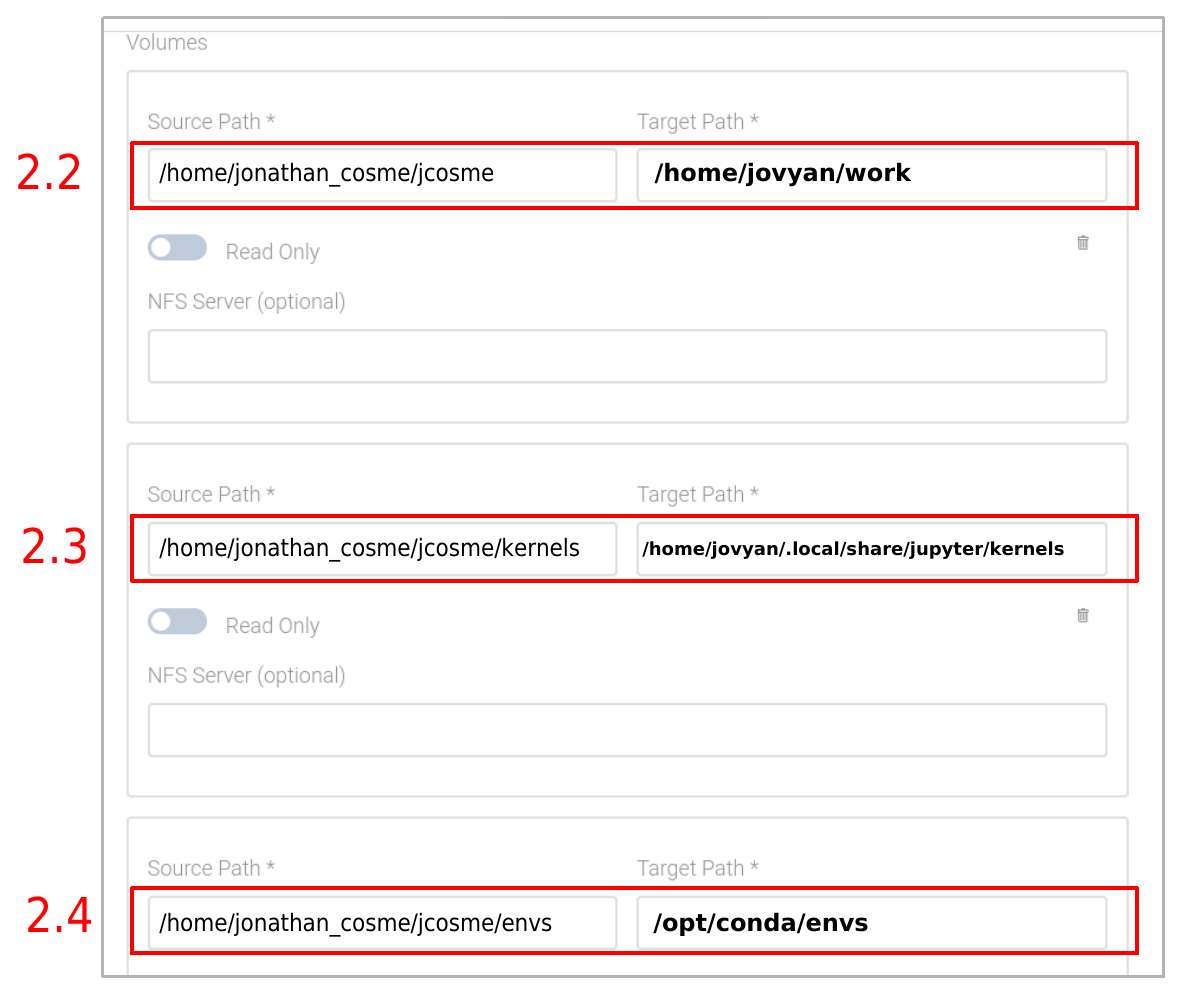 Volumes
Source Path * Target Path *
2.2 /home/jonathan_cosme/jcosme /home/jovyan/work
Read Only
NFS Server (optional)
Source Path * Target Path *
2.3 /home/jonathan_cosme/jcosme/kernels /home/jovyan/.local/share/jupyter/kernels
Read Only
NFS Server (optional)
Source Path * Target Path *
2.4 /home/jonathan_cosme/jcosme/envs /opt/conda/envs